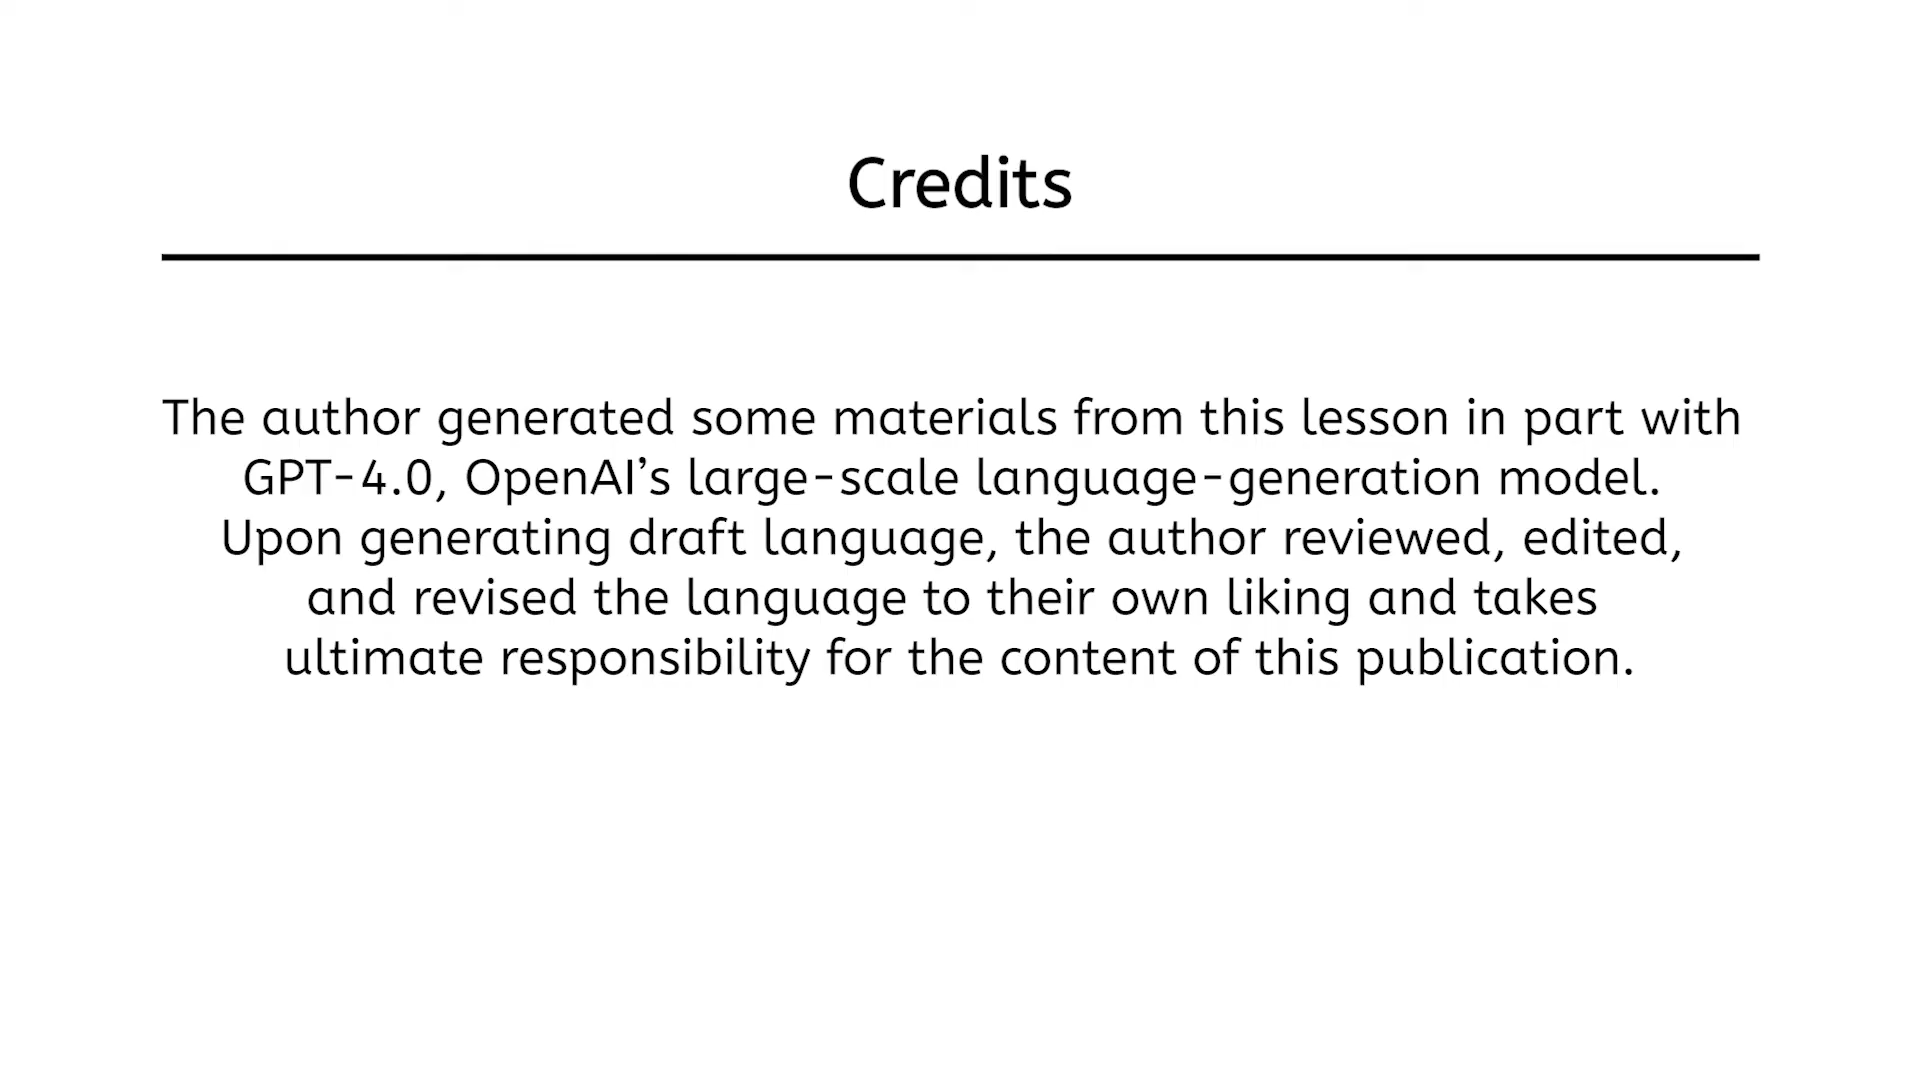 Credits
The author generated some materials from this lesson in part with
GPT-4.0, OpenAI’s large-scale language-generation model.
Upon generating draft language, the author reviewed, edited,
and revised the language to their own liking and takes
ultimate responsibility for the content of this publication.